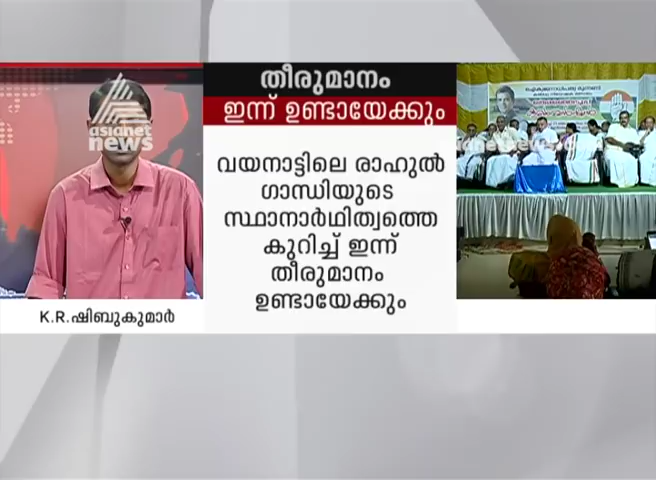 തീരുമാനം
ഇന്ന് ഉണ്ടായേക്കും
asianet
news
വയനാട്ടിലെ രാഹുൽ
ഗാന്ധിയുടെ
സ്ഥാനാർഥിത്വത്തെ
കുറിച്ച് ഇന്ന്
തീരുമാനം
ഉണ്ടായേക്കും
K.R.ഷിബുകുമാർ